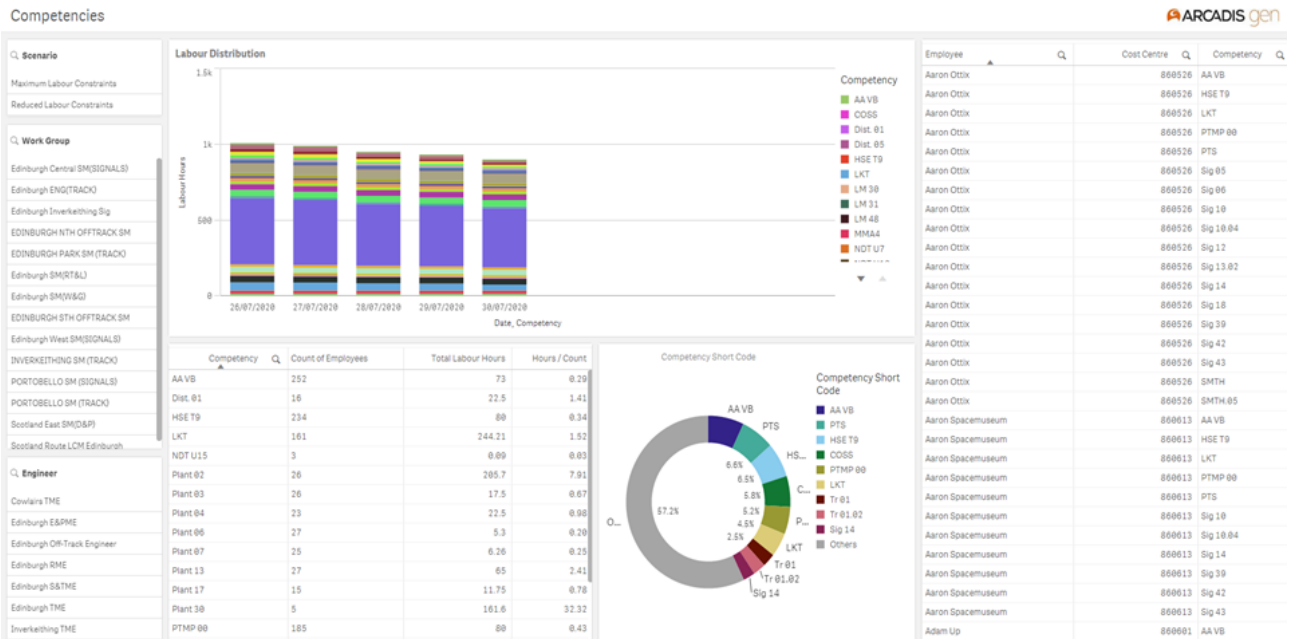 Competencies
ARCADIS gen
Scenario
Maximum Labour Constraints
Reduced Labour Constraints
Work Group
Edinburgh Central SM(SIGNALS)
Edinburgh ENG(TRACK)
Edinburgh Inverkeithing Sig
EDINBURGH NTH OFFTRACK SM
EDINBURGH PARK SM (TRACK)
Edinburgh SM(RT&L)
Edinburgh SM(W&G)
EDINBURGH STH OFFTRACK SM
Edinburgh West SM(SIGNALS)
INVERKEITHING SM (TRACK)
PORTOBELLO SM (SIGNALS)
PORTOBELLO SM (TRACK)
Scotland East SM(D&P)
Scotland Route LCM Edinburgh
Engineer
Cowlairs TME
Edinburgh E&PME
Edinburgh Off-Track Engineer
Edinburgh RME
Edinburgh S&TME
Edinburgh TME
Inverkeithing TME
Labour Distribution
1.5k
1k
500
0
Labour Hours
26/07/2020 27/07/2020 28/07/2020 29/07/2020 30/07/2020
Date, Competency
Competency
AA VB
COSS
Dist. 01
Dist. 05
HSE T9
LKT
LM 30
LM 31
LM 48
MMA4
NDT U7
Competency Count of Employees Total Labour Hours Hours / Count
AA VB 252 73 0.29
Dist. 01 16 22.5 1.41
HSE T9 234 80 0.34
LKT 161 244.21 1.52
NDT U15 3 0.09 0.03
Plant 02 26 205.7 7.91
Plant 03 26 17.5 0.67
Plant 04 23 22.5 0.98
Plant 06 27 5.3 0.20
Plant 07 25 6.26 0.25
Plant 13 27 65 2.41
Plant 17 15 11.75 0.78
Plant 30 5 161.6 32.32
PTMP 00 185 80 0.43
Competency Short Code
AA VB
PTS
HS...
C...
P...
LKT
Tr 01
Tr 01.02
Sig 14
O...
6.6%
6.5%
5.8%
5.2%
4.5%
2.5%
57.2%
Competency Short
Code
AA VB
PTS
HSE T9
COSS
PTMP 00
LKT
Tr 01
Tr 01.02
Sig 14
Others
Employee Cost Centre Competency
Aaron Ottix 860526 AA VB
Aaron Ottix 860526 HSE T9
Aaron Ottix 860526 LKT
Aaron Ottix 860526 PTMP 00
Aaron Ottix 860526 PTS
Aaron Ottix 860526 Sig 05
Aaron Ottix 860526 Sig 06
Aaron Ottix 860526 Sig 10
Aaron Ottix 860526 Sig 10.04
Aaron Ottix 860526 Sig 12
Aaron Ottix 860526 Sig 13.02
Aaron Ottix 860526 Sig 14
Aaron Ottix 860526 Sig 18
Aaron Ottix 860526 Sig 39
Aaron Ottix 860526 Sig 42
Aaron Ottix 860526 Sig 43
Aaron Ottix 860526 SMTH
Aaron Ottix 860526 SMTH.05
Aaron Spacemuseum 860613 AA VB
Aaron Spacemuseum 860613 HSE T9
Aaron Spacemuseum 860613 LKT
Aaron Spacemuseum 860613 PTMP 00
Aaron Spacemuseum 860613 PTS
Aaron Spacemuseum 860613 Sig 10
Aaron Spacemuseum 860613 Sig 10.04
Aaron Spacemuseum 860613 Sig 14
Aaron Spacemuseum 860613 Sig 39
Aaron Spacemuseum 860613 Sig 42
Aaron Spacemuseum 860613 Sig 43
Adam Up 860601 AA VB